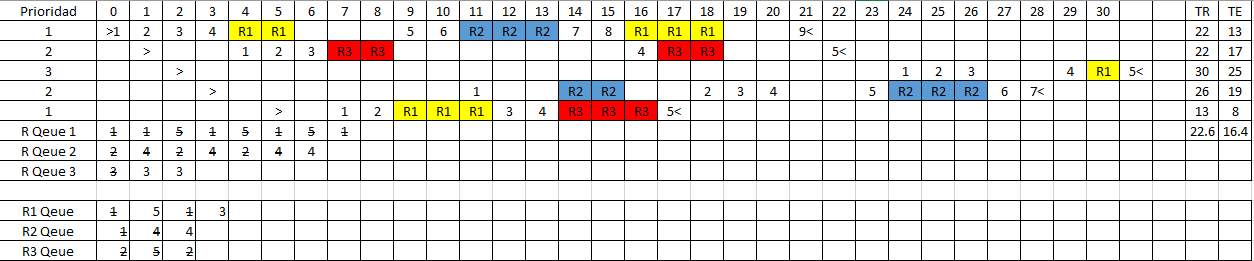 Prioridad 0 1 2 3 4 5 6 7 8 9 10 11 12 13 14 15 16 17 18 19 20 21 22 23 24 25 26 27 28 29 30 TR TE
1 >1 2 3 4 R1 R1 5 6 R2 R2 R2 7 8 R1 R1 R1 9< 22 13
2 > 1 2 3 R3 R3 4 R3 R3 22< 22 17
3 > 1 2 3 4 R1 5< 30 25
2 > 1 R2 R2 2 3 4 5 R2 R2 R2 6 7< 26 19
1 > 1 2 R1 R1 R1 3 4 R3 R3 R3 5< 13 8
R Qeue 1 1 1 5 1 5 1 5 1 22.6 16.4
R Qeue 2 2 4 2 4 2 4 4
R Qeue 3 3 3 3
R1 Qeue 1 5 1 3
R2 Qeue 1 4 4
R3 Qeue 2 5 2